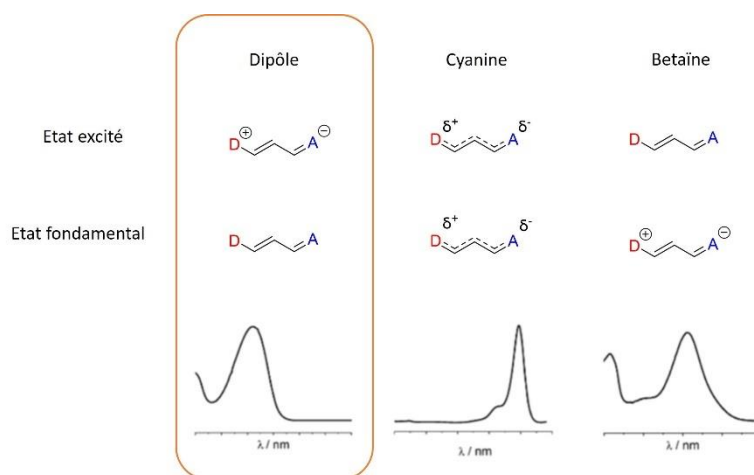 Dipôle Cyanine Betaïne
Etat excité D ⊕ A ⊖ D δ+ A δ- D A
Etat fondamental D A D δ+ A δ- D ⊕ A ⊖
λ / nm λ / nm λ / nm